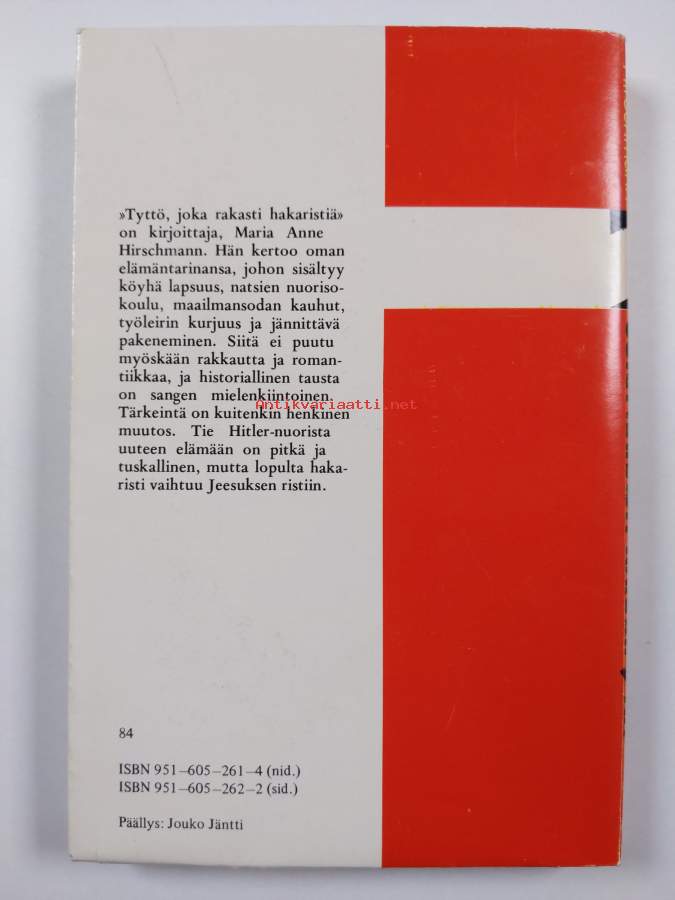 »Tyttö, joka rakasti hakaristiä»
on kirjoittaja, Maria Anne
Hirschmann. Hän kertoo oman
elämäntarinansa, johon sisältyy
köyhä lapsuus, natsien nuoriso-
koulu, maailmansodan kauhut,
työleirin kurjuus ja jännittävä
pakeneminen. Siitä ei puutu
myöskään rakkautta ja roman-
tiikkaa, ja historiallinen tausta
on sangen mielenkiintoinen.
Tärkeintä on kuitenkin henkinen
muutos. Tie Hitler-nuorista
uuteen elämään on pitkä ja
tuskallinen, mutta lopulta haka-
risti vaihtuu Jeesuksen ristiin.
Antikvariaatti.net
84
ISBN 951–605–261–4 (nid.)
ISBN 951–605–262–2 (sid.)
Päällys: Jouko Jäntti